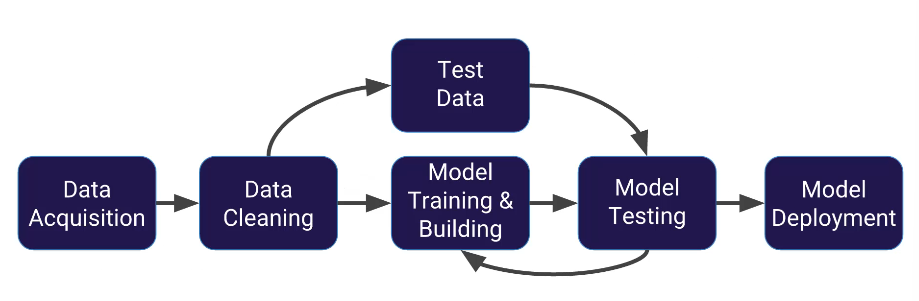 Test
Data
Data
Acquisition
Data
Cleaning
Model
Training &
Building
Model
Testing
Model
Deployment